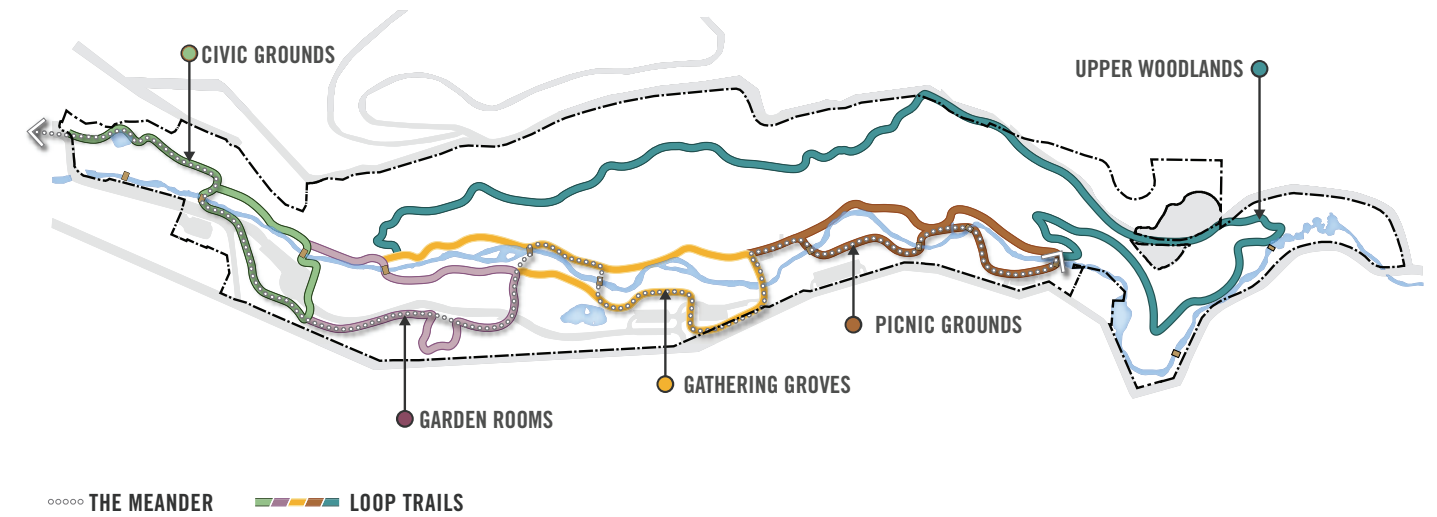 CIVIC GROUNDS
UPPER WOODLANDS
PICNIC GROUNDS
GATHERING GROVES
GARDEN ROOMS
THE MEANDER
LOOP TRAILS